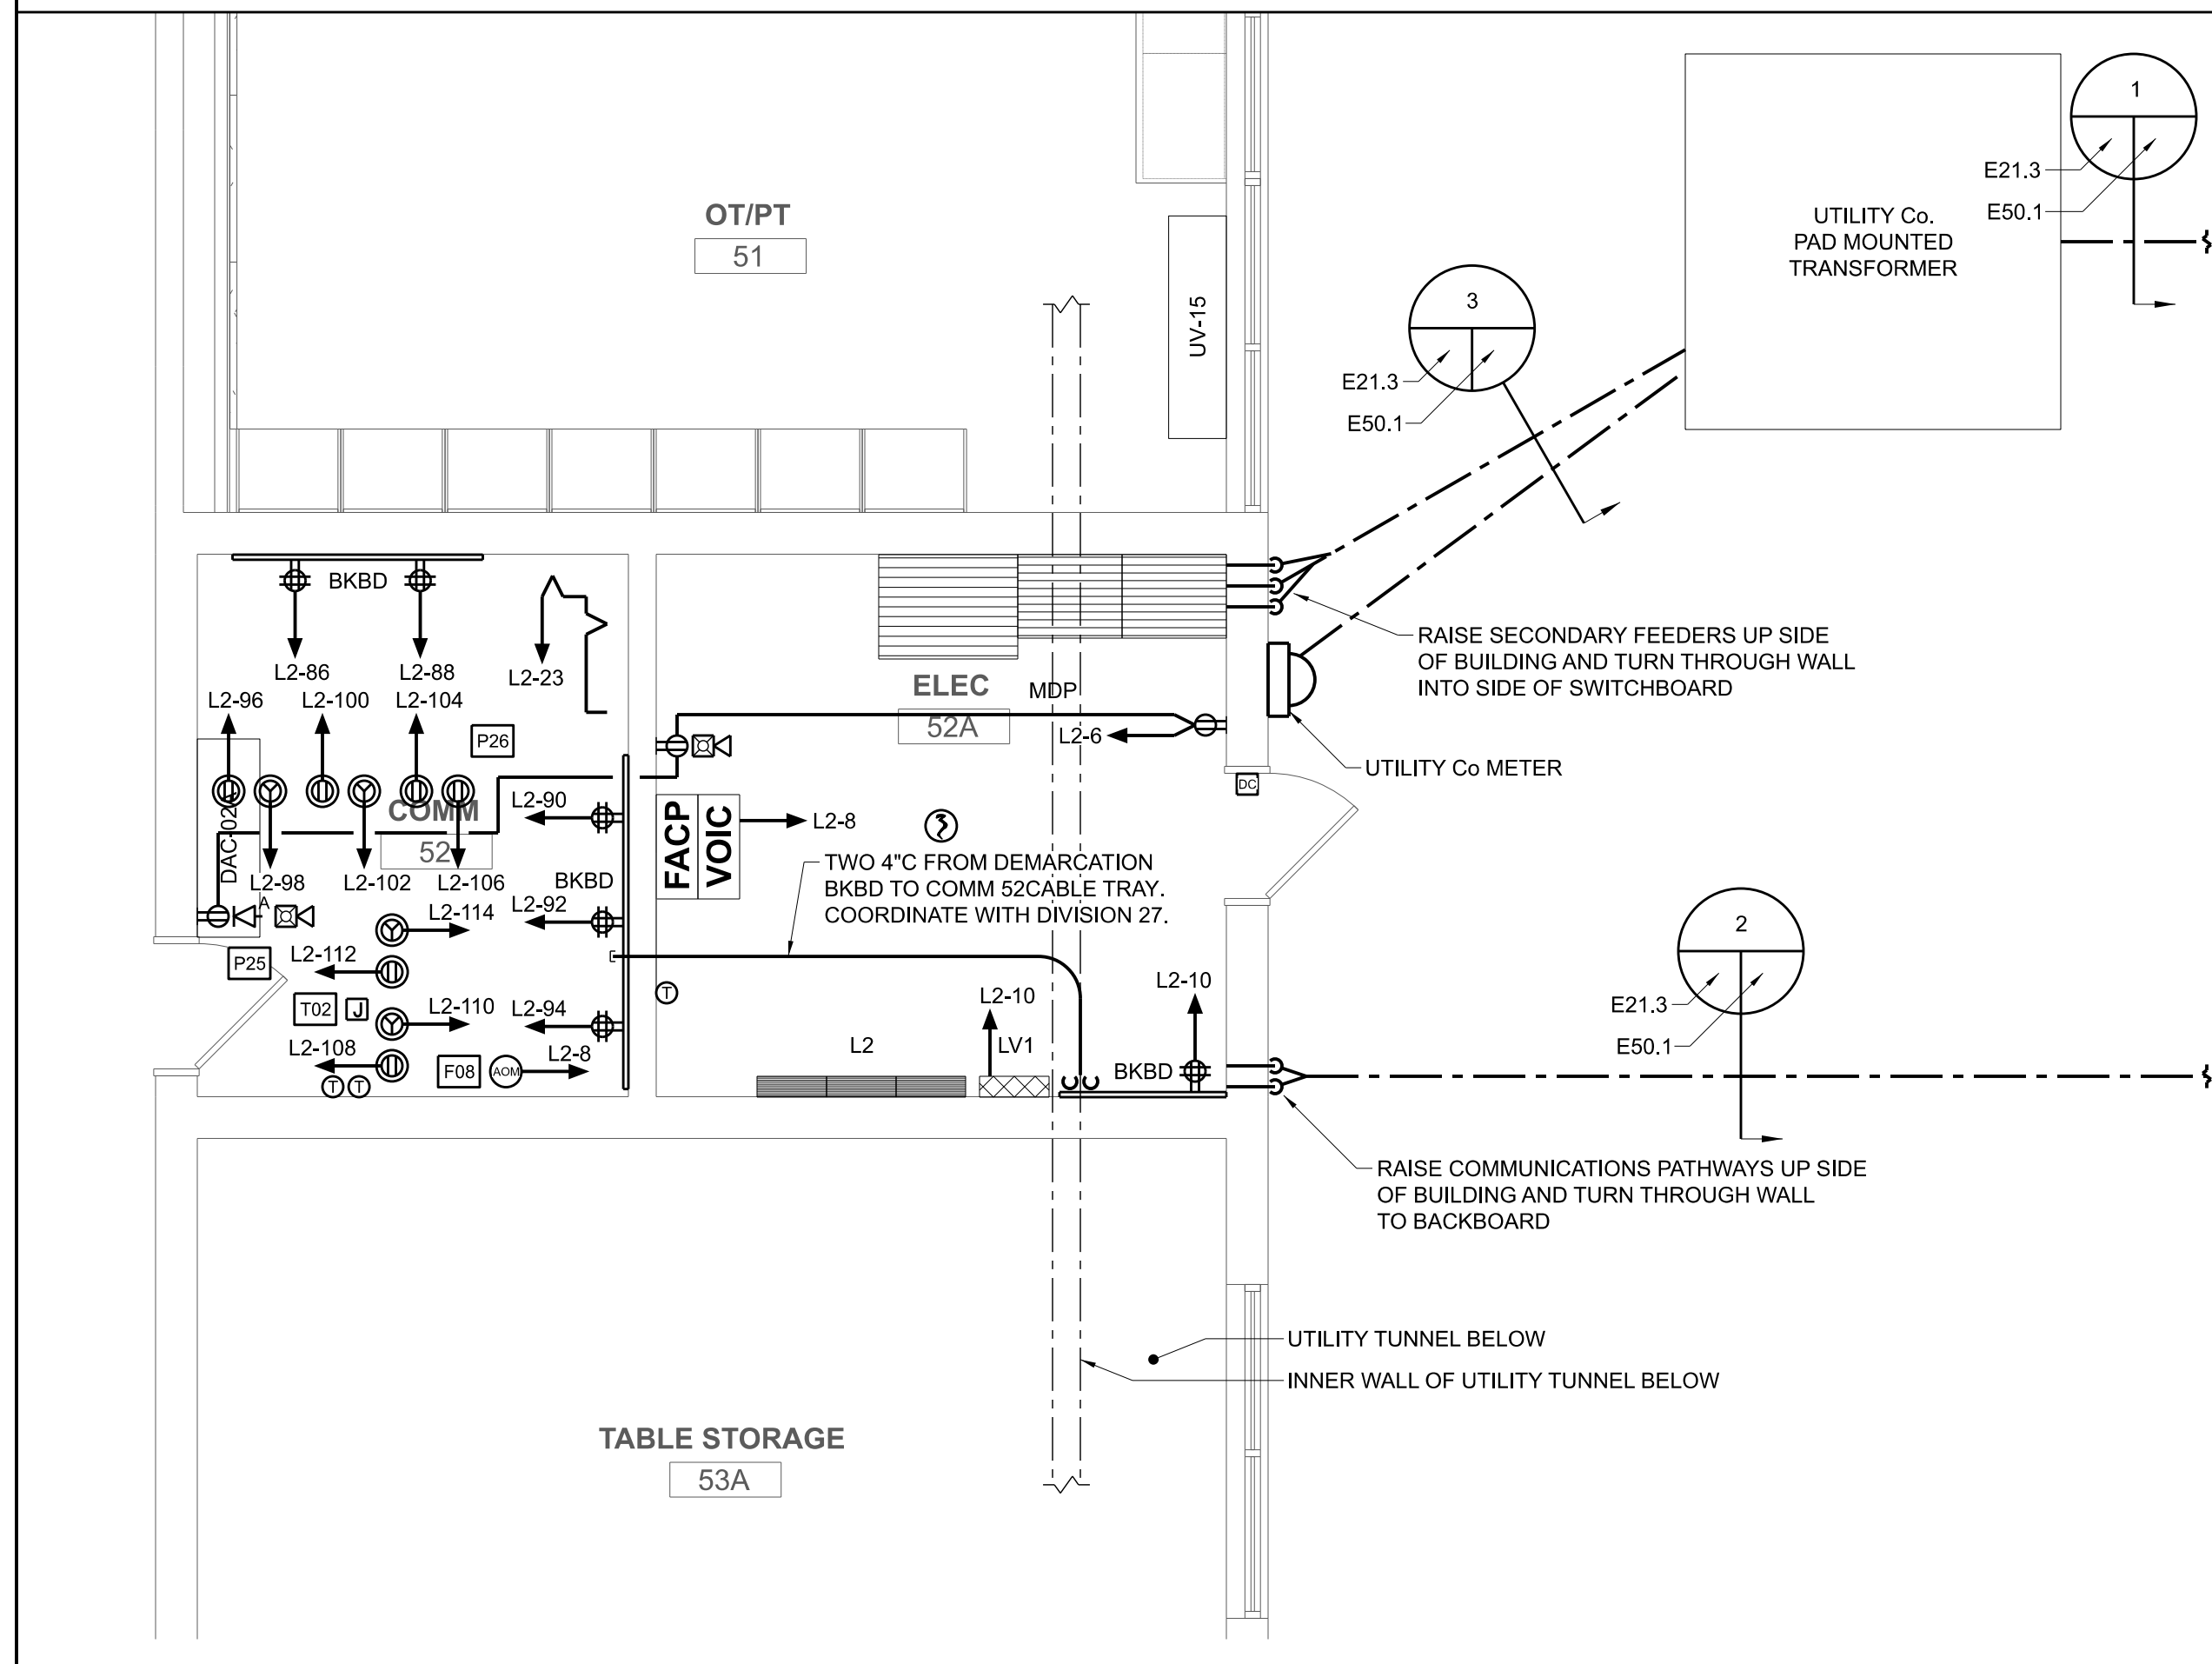 1
E21.3
E50.1
UTILITY Co.
PAD MOUNTED
TRANSFORMER
OT/PT
51
UV-15
3
E21.3
E50.1
RAISE SECONDARY FEEDERS UP SIDE
OF BUILDING AND TURN THROUGH WALL
INTO SIDE OF SWITCHBOARD
UTILITY Co METER
BKBD
L2-86
L2-88
L2-23
L2-96
L2-100
L2-104
P26
ELEC
52A
MDP
L2-6
DC
COMM
52
L2-90
FACP
VOIC
L2-8
TWO 4"C FROM DEMARCATION
BKBD TO COMM 52CABLE TRAY.
COORDINATE WITH DIVISION 27.
L2-98
L2-102
L2-106
BKBD
A
L2-114
L2-92
P25
L2-112
T02
J
L2-110
L2-94
L2-108
T
T
F08
AOM
L2-8
T
L2
L2-10
LV1
L2-10
BKBD
2
E21.3
E50.1
RAISE COMMUNICATIONS PATHWAYS UP SIDE
OF BUILDING AND TURN THROUGH WALL
TO BACKBOARD
UTILITY TUNNEL BELOW
INNER WALL OF UTILITY TUNNEL BELOW
TABLE STORAGE
53A